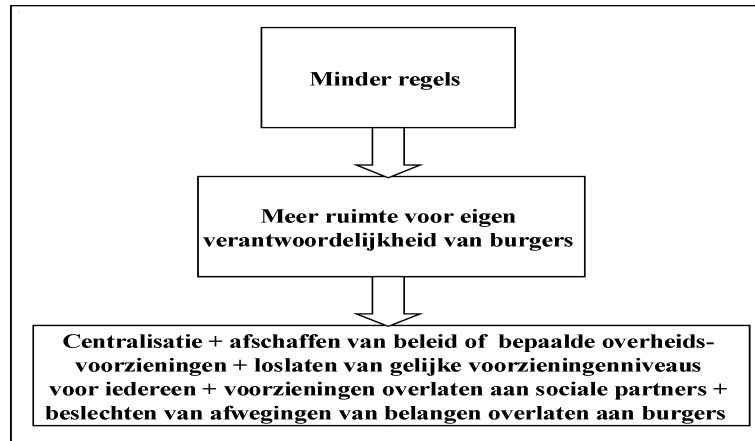 Minder regels
Meer ruimte voor eigen
verantwoordelijkheid van burgers
Centralisatie + afschaffen van beleid of bepaalde overheids-
voorzieningen + loslaten van gelijke voorzieningenniveaus
voor iedereen + voorzieningen overlaten aan sociale partners +
beslechten van afwegingen van belangen overlaten aan burgers